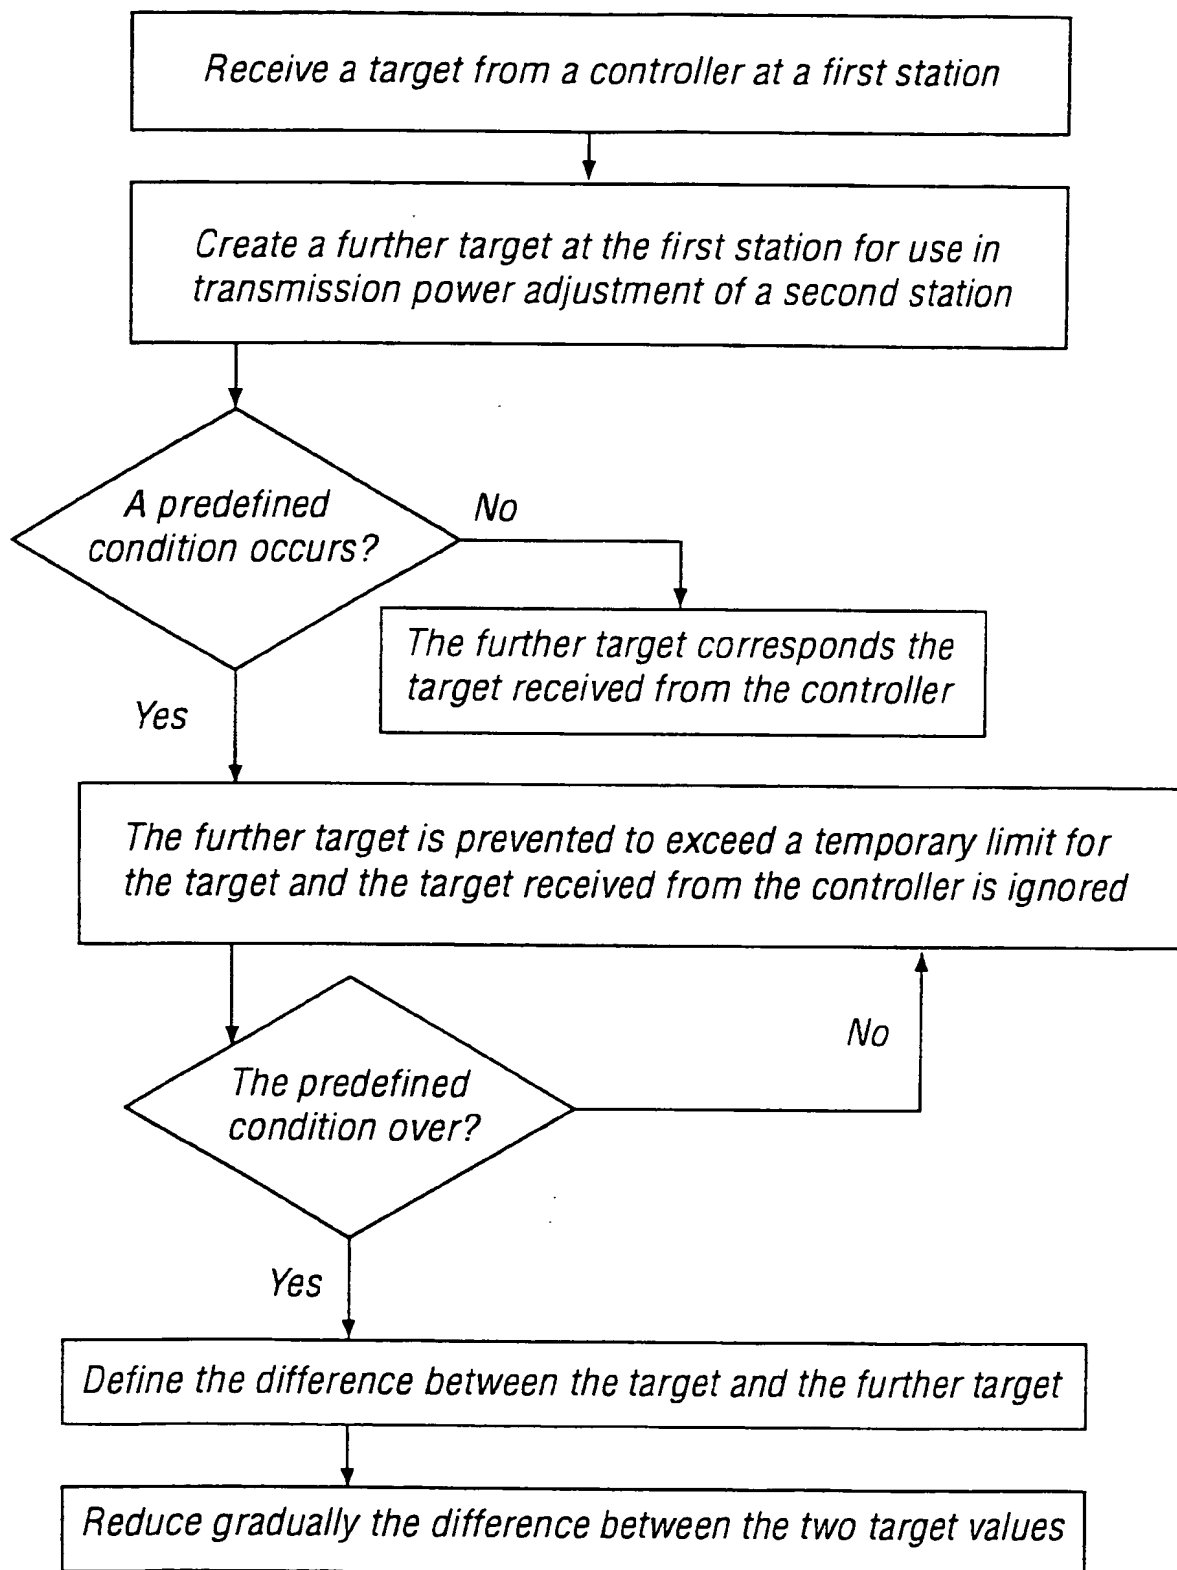 Receive a target from a controller at a first station
Create a further target at the first station for use in
transmission power adjustment of a second station
A predefined
condition occurs?
No
The further target corresponds the
target received from the controller
Yes
The further target is prevented to exceed a temporary limit for
the target and the target received from the controller is ignored
No
The predefined
condition over?
Yes
Define the difference between the target and the further target
Reduce gradually the difference between the two target values